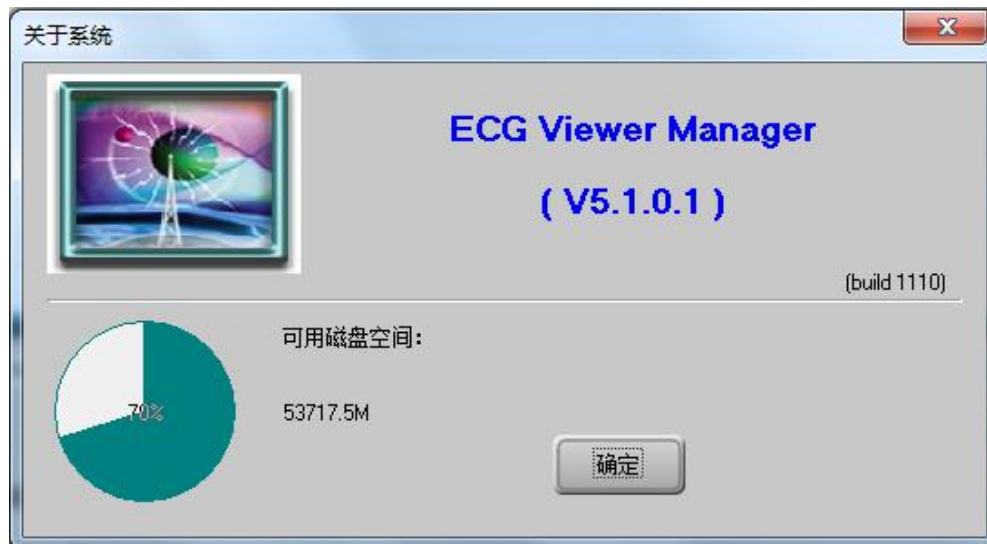 关于系统
ECG Viewer Manager
( V5.1.0.1 )
(build 1110)
可用磁盘空间：
70%
53717.5M
确定